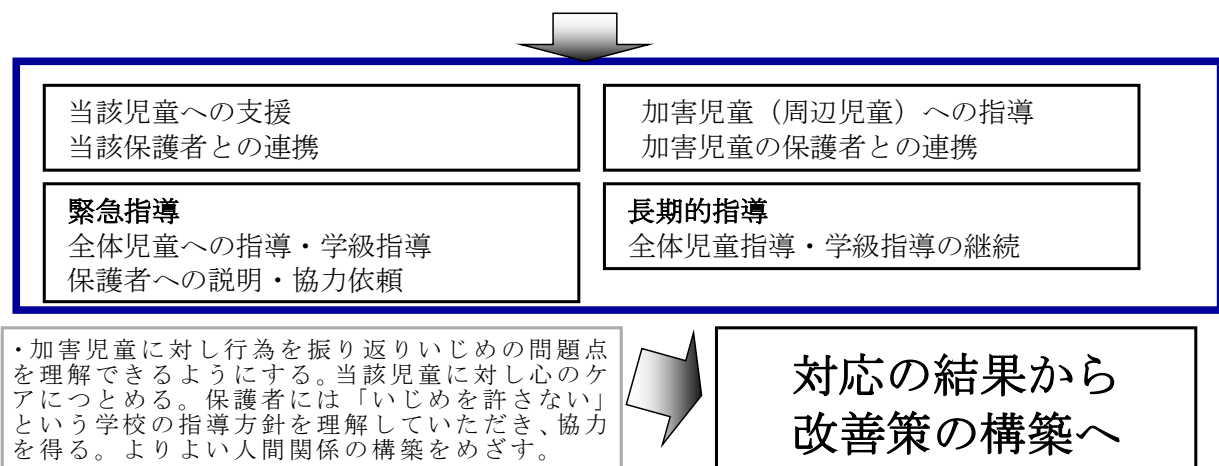 当該児童への支援
当該保護者との連携
加害児童（周辺児童）への指導
加害児童の保護者との連携
緊急指導
全体児童への指導・学級指導
保護者への説明・協力依頼
長期的指導
全体児童指導・学級指導の継続
・加害児童に対し行為を振り返りいじめの問題点
を理解できるようにする。当該児童に対し心のケ
アにつとめる。保護者には「いじめを許さない」
という学校の指導方針を理解していただき、協力
を得る。よりよい人間関係の構築をめざす。
対応の結果から
改善策の構築へ